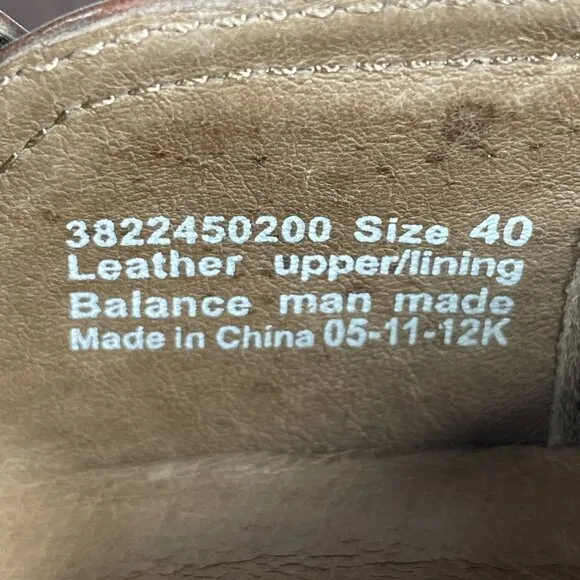 3822450200 Size 40
Leather upper/lining
Balance man made
Made in China 05-11-12K